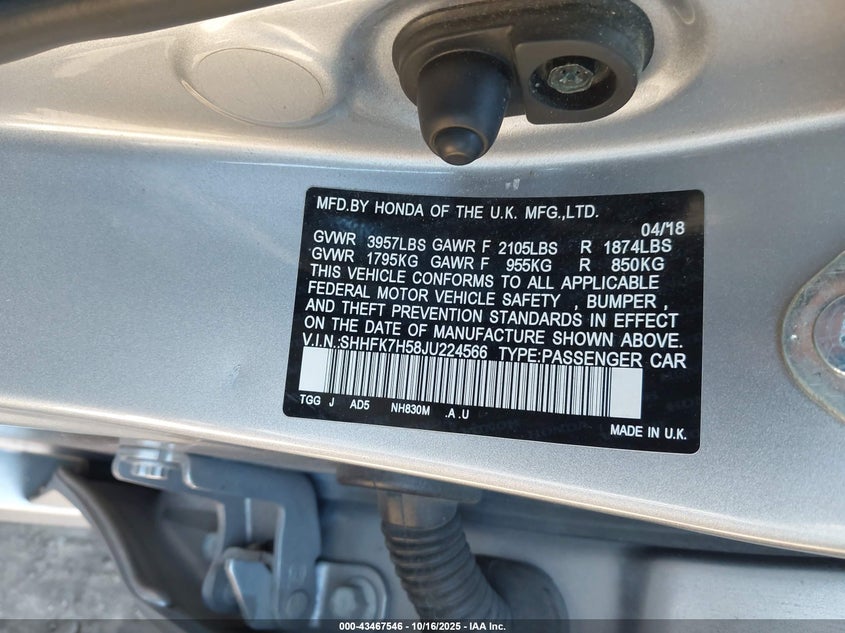 MFD.BY HONDA OF THE U.K. MFG.,LTD.
04/18
GVWR 3957LBS GAWR F 2105LBS R 1874LBS
GVWR 1795KG GAWR F 955KG R 850KG
THIS VEHICLE CONFORMS TO ALL APPLICABLE
FEDERAL MOTOR VEHICLE SAFETY , BUMPER ,
AND THEFT PREVENTION STANDARDS IN EFFECT
ON THE DATE OF MANUFACTURE SHOWN ABOVE.
V.I.N.:SHHFK7H58JU224566 TYPE:PASSENGER CAR
TGG J AD5 NH830M .A.U
MADE IN U.K.
000-43467546 - 10/16/2025 - IAA Inc.